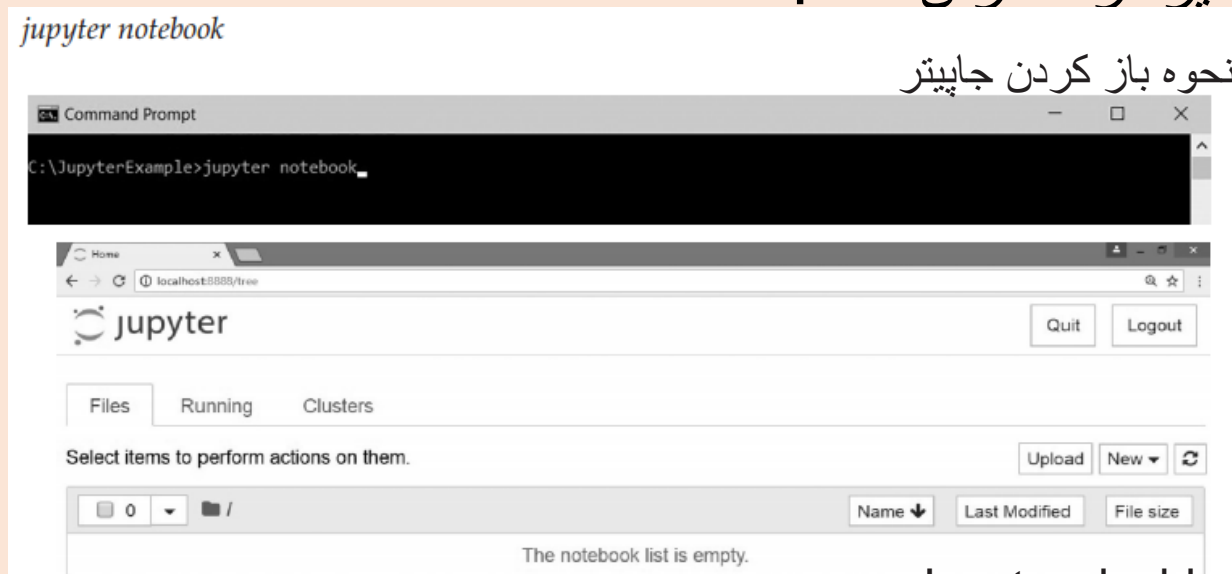 jupyter notebook
نحوه باز کردن جاپیتر
Command Prompt
C:\JupyterExample>jupyter notebook
Home
localhost:8888/tree
jupyter
Quit Logout
Files Running Clusters
Select items to perform actions on them.
Upload New
0 / Name Last Modified File size
The notebook list is empty.